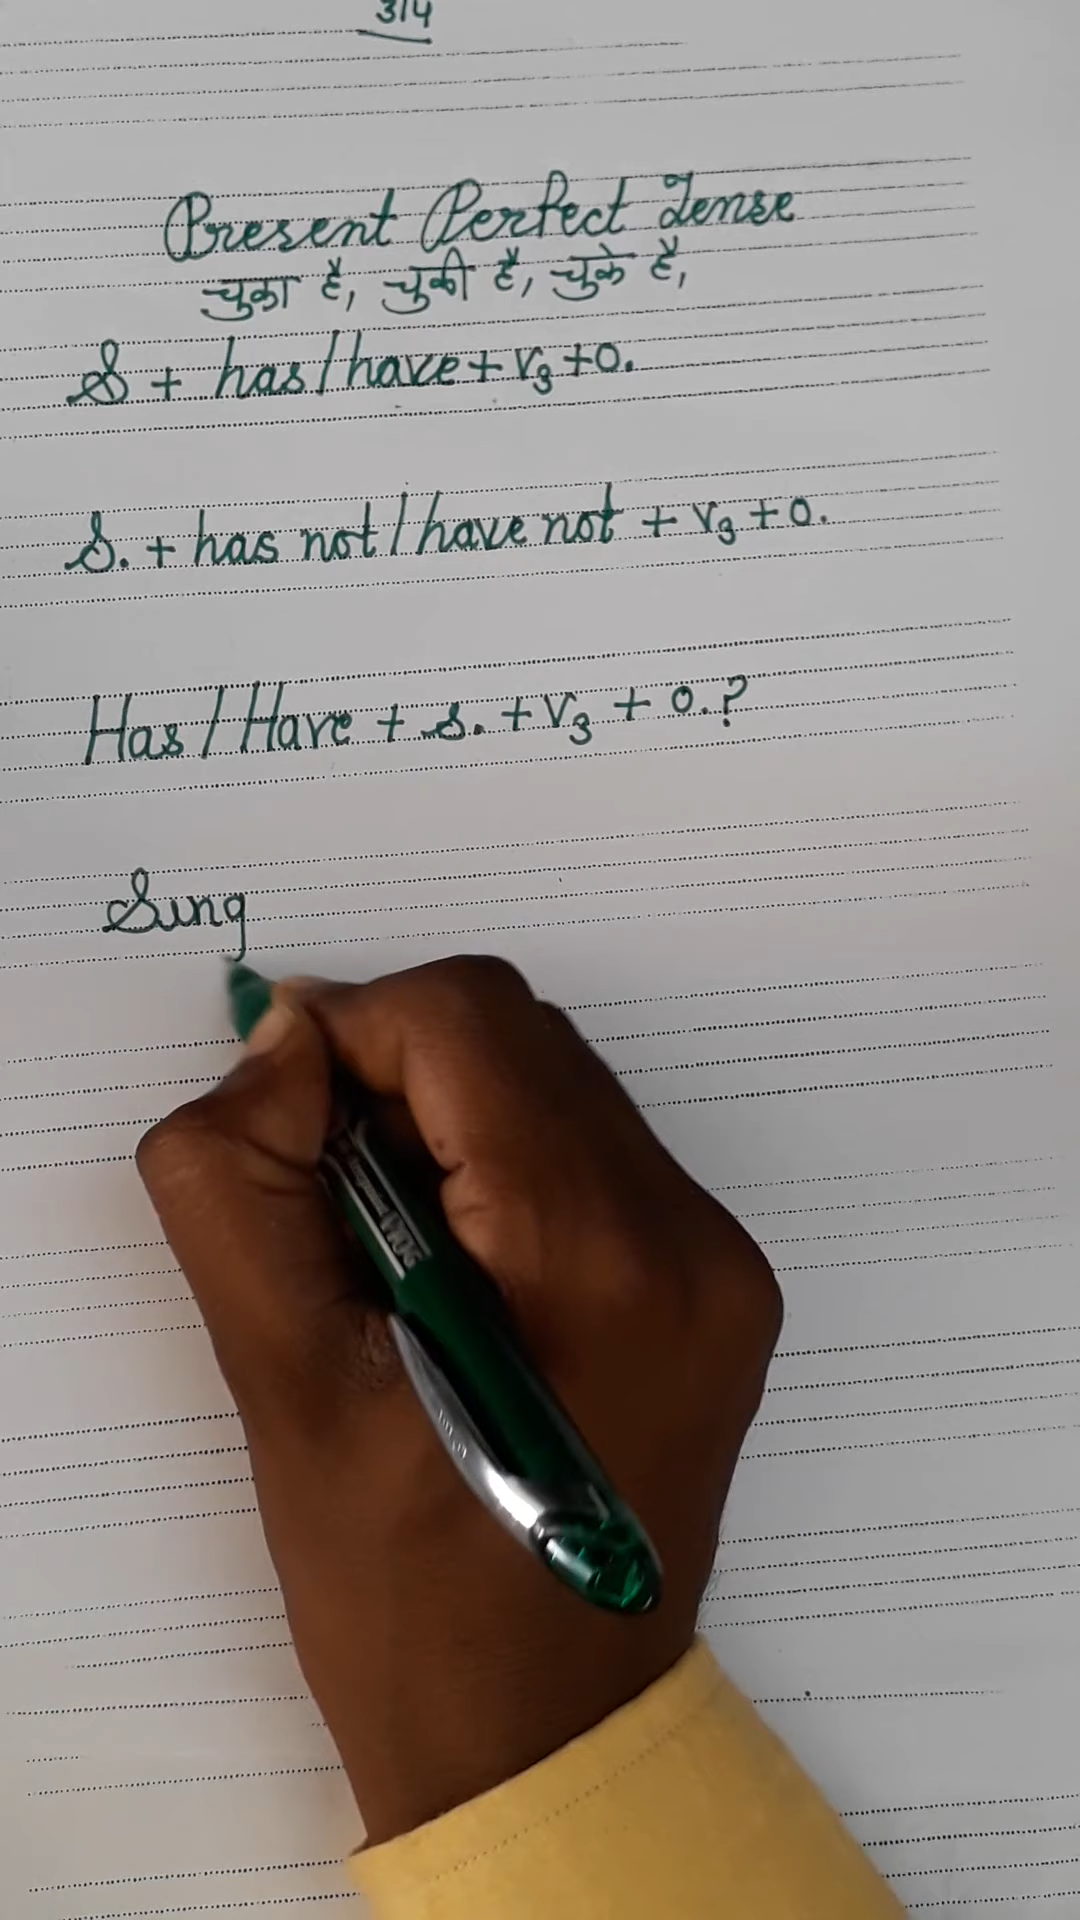 314
Present Perfect Tense
चुका है, चुकी है, चुके है,
S + has/have + V3 + O.
S. + has not/have not + V3 + O.
Has/Have + S. + V3 + O.?
Sung